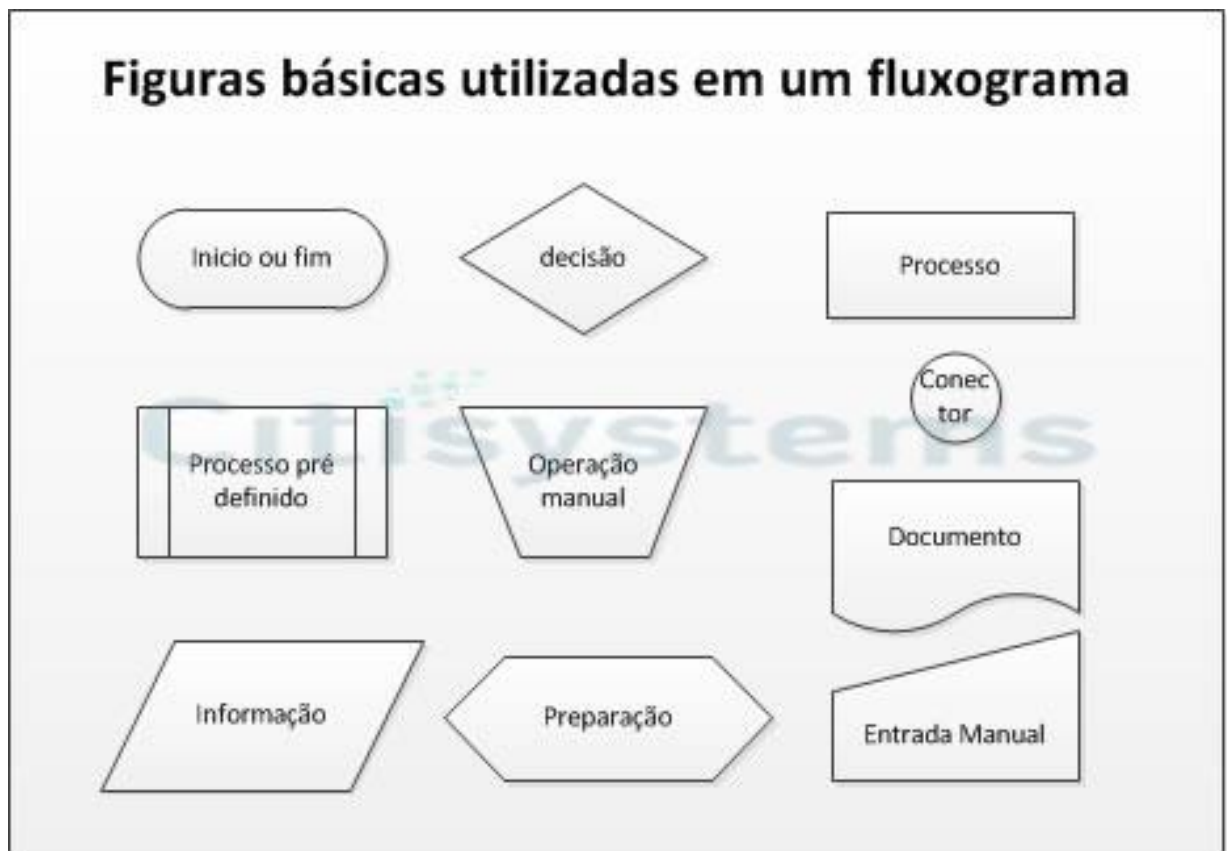 Figuras básicas utilizadas em um fluxograma
Inicio ou fim
decisão
Processo
Conec
tor
Citisystems
Processo pré
definido
Operação
manual
Documento
Informação
Preparação
Entrada Manual